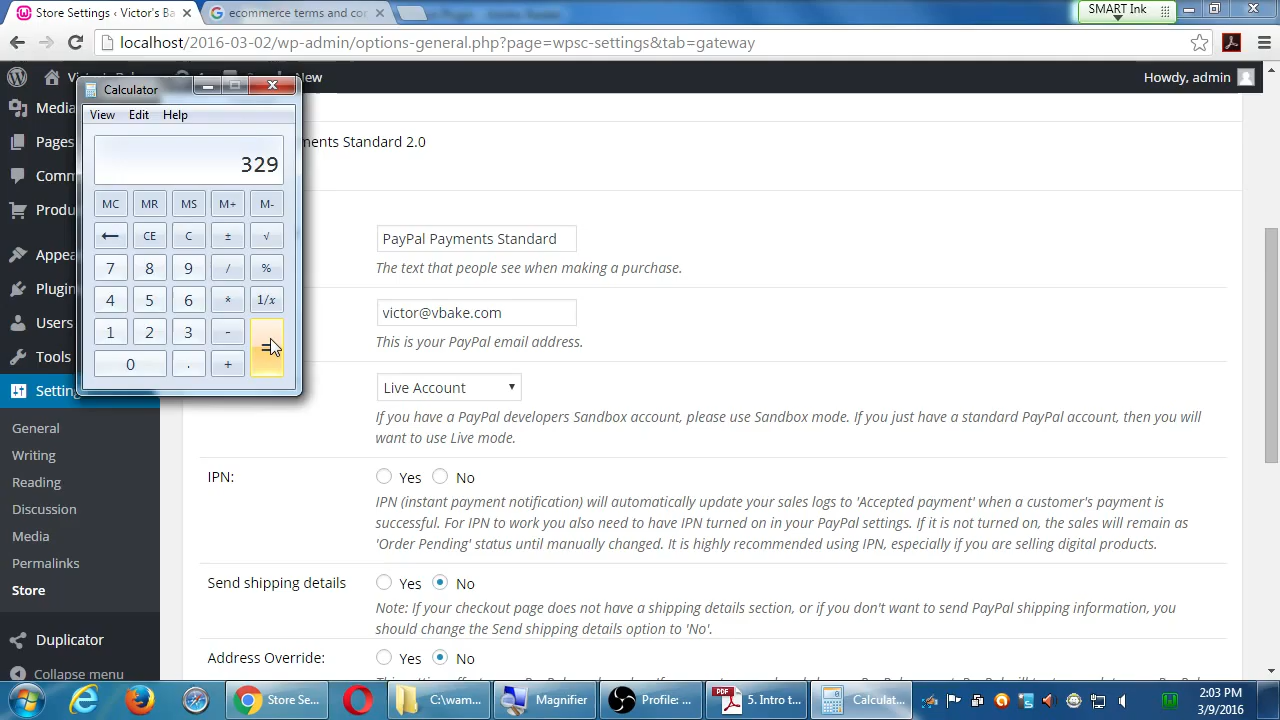 Store Settings ‹ Victor's Ba
ecommerce terms and cor
SMART Ink
localhost/2016-03-02/wp-admin/options-general.php?page=wpsc-settings&tab=gateway
New
Howdy, admin
Calculator
View Edit Help
329
MC MR MS M+ M-
← CE C ± √
7 8 9 / %
4 5 6 * 1/x
1 2 3 - =
0 . +
Media
Pages
Comm
Produ
Appea
Plugin
Users
Tools
Setting
General
Writing
Reading
Discussion
Media
Permalinks
Store
Duplicator
Collapse menu
ments Standard 2.0
PayPal Payments Standard
The text that people see when making a purchase.
victor@vbake.com
This is your PayPal email address.
Live Account
If you have a PayPal developers Sandbox account, please use Sandbox mode. If you just have a standard PayPal account, then you will
want to use Live mode.
IPN:
Yes No
IPN (instant payment notification) will automatically update your sales logs to 'Accepted payment' when a customer's payment is
successful. For IPN to work you also need to have IPN turned on in your PayPal settings. If it is not turned on, the sales will remain as
'Order Pending' status until manually changed. It is highly recommended using IPN, especially if you are selling digital products.
Send shipping details
Yes No
Note: If your checkout page does not have a shipping details section, or if you don't want to send PayPal shipping information, you
should change the Send shipping details option to 'No'.
Address Override:
Yes No
Store Se...
C:\wam...
Magnifier
Profile: ...
5. Intro t...
Calculat...
2:03 PM
3/9/2016